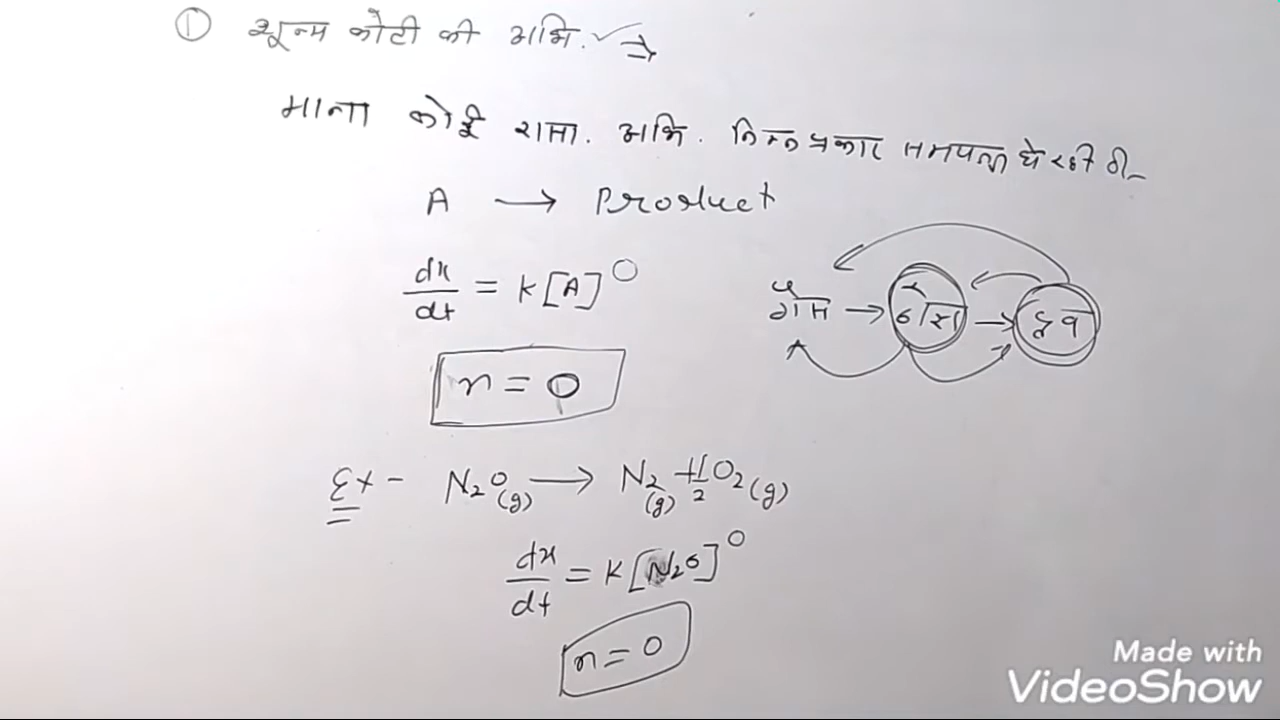 ① शून्य कोटी की अभि. ✓ ⇒
माना कोई रासा. अभि. निम्न प्रकार सम्पन्न हो रही है -
A → Product
dx/dt = K[A]⁰
n = 0
गैस → ठोस → द्रव
Ex - N₂O(g) → N₂(g) + 1/2 O₂(g)
dx/dt = K[N₂O]⁰
n = 0
Made with
VideoShow